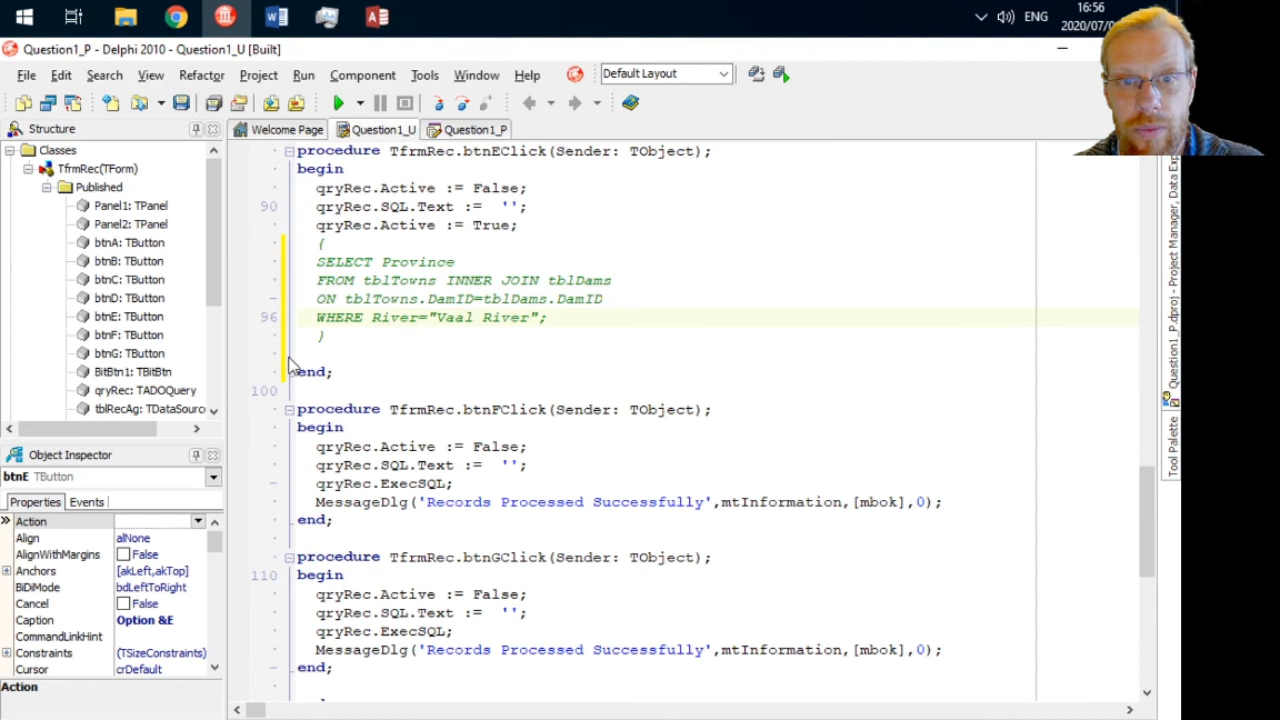 16:56
ENG
2020/07/0
Question1_P - Delphi 2010 - Question1_U [Built]
File Edit Search View Refactor Project Run Component Tools Window Help Default Layout
Structure
Welcome Page Question1_U Question1_P
Classes
TfrmRec(TForm)
Published
Panel1: TPanel
Panel2: TPanel
btnA: TButton
btnB: TButton
btnC: TButton
btnD: TButton
btnE: TButton
btnF: TButton
btnG: TButton
BitBtn1: TBitBtn
qryRec: TADOQuery
tblRecAg: TDataSourc
Object Inspector
btnE TButton
Properties Events
Action
Align alNone
AlignWithMargins False
Anchors [akLeft,akTop]
BiDiMode bdLeftToRight
Cancel False
Caption Option &E
CommandLinkHint
Constraints (TSizeConstraints)
Cursor crDefault
Action
procedure TfrmRec.btnEClick(Sender: TObject);
begin
qryRec.Active := False;
90 qryRec.SQL.Text := '';
qryRec.Active := True;
{
SELECT Province
FROM tblTowns INNER JOIN tblDams
ON tblTowns.DamID=tblDams.DamID
96 WHERE River="Vaal River";
}
end;
100
procedure TfrmRec.btnFClick(Sender: TObject);
begin
qryRec.Active := False;
qryRec.SQL.Text := '';
qryRec.ExecSQL;
MessageDlg('Records Processed Successfully',mtInformation,[mbok],0);
end;
procedure TfrmRec.btnGClick(Sender: TObject);
110 begin
qryRec.Active := False;
qryRec.SQL.Text := '';
qryRec.ExecSQL;
MessageDlg('Records Processed Successfully',mtInformation,[mbok],0);
end;
Question1_P.dproj - Project Manager, Data Exp
Tool Palette